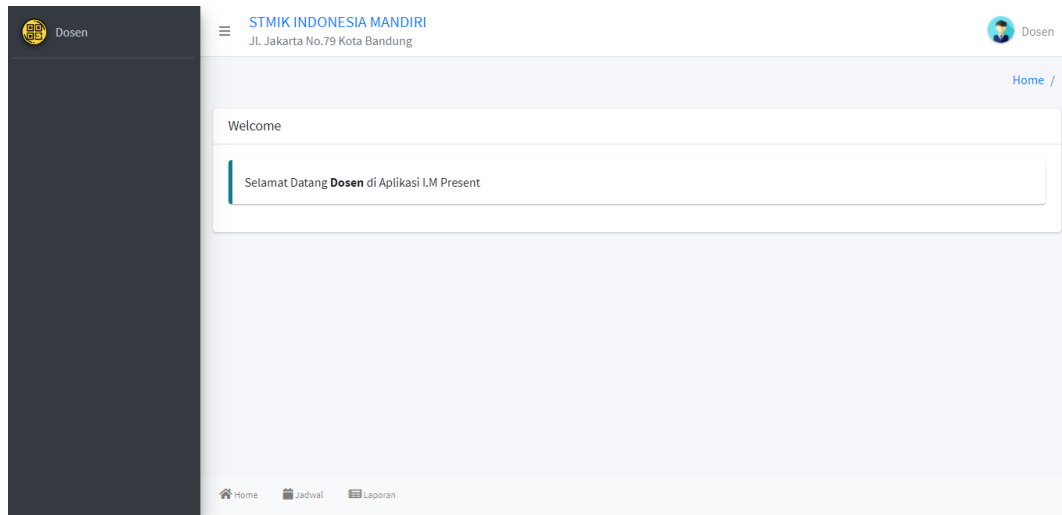 Dosen
STMIK INDONESIA MANDIRI
Jl. Jakarta No.79 Kota Bandung
Dosen
Home /
Welcome
Selamat Datang Dosen di Aplikasi I.M Present
Home Jadwal Laporan